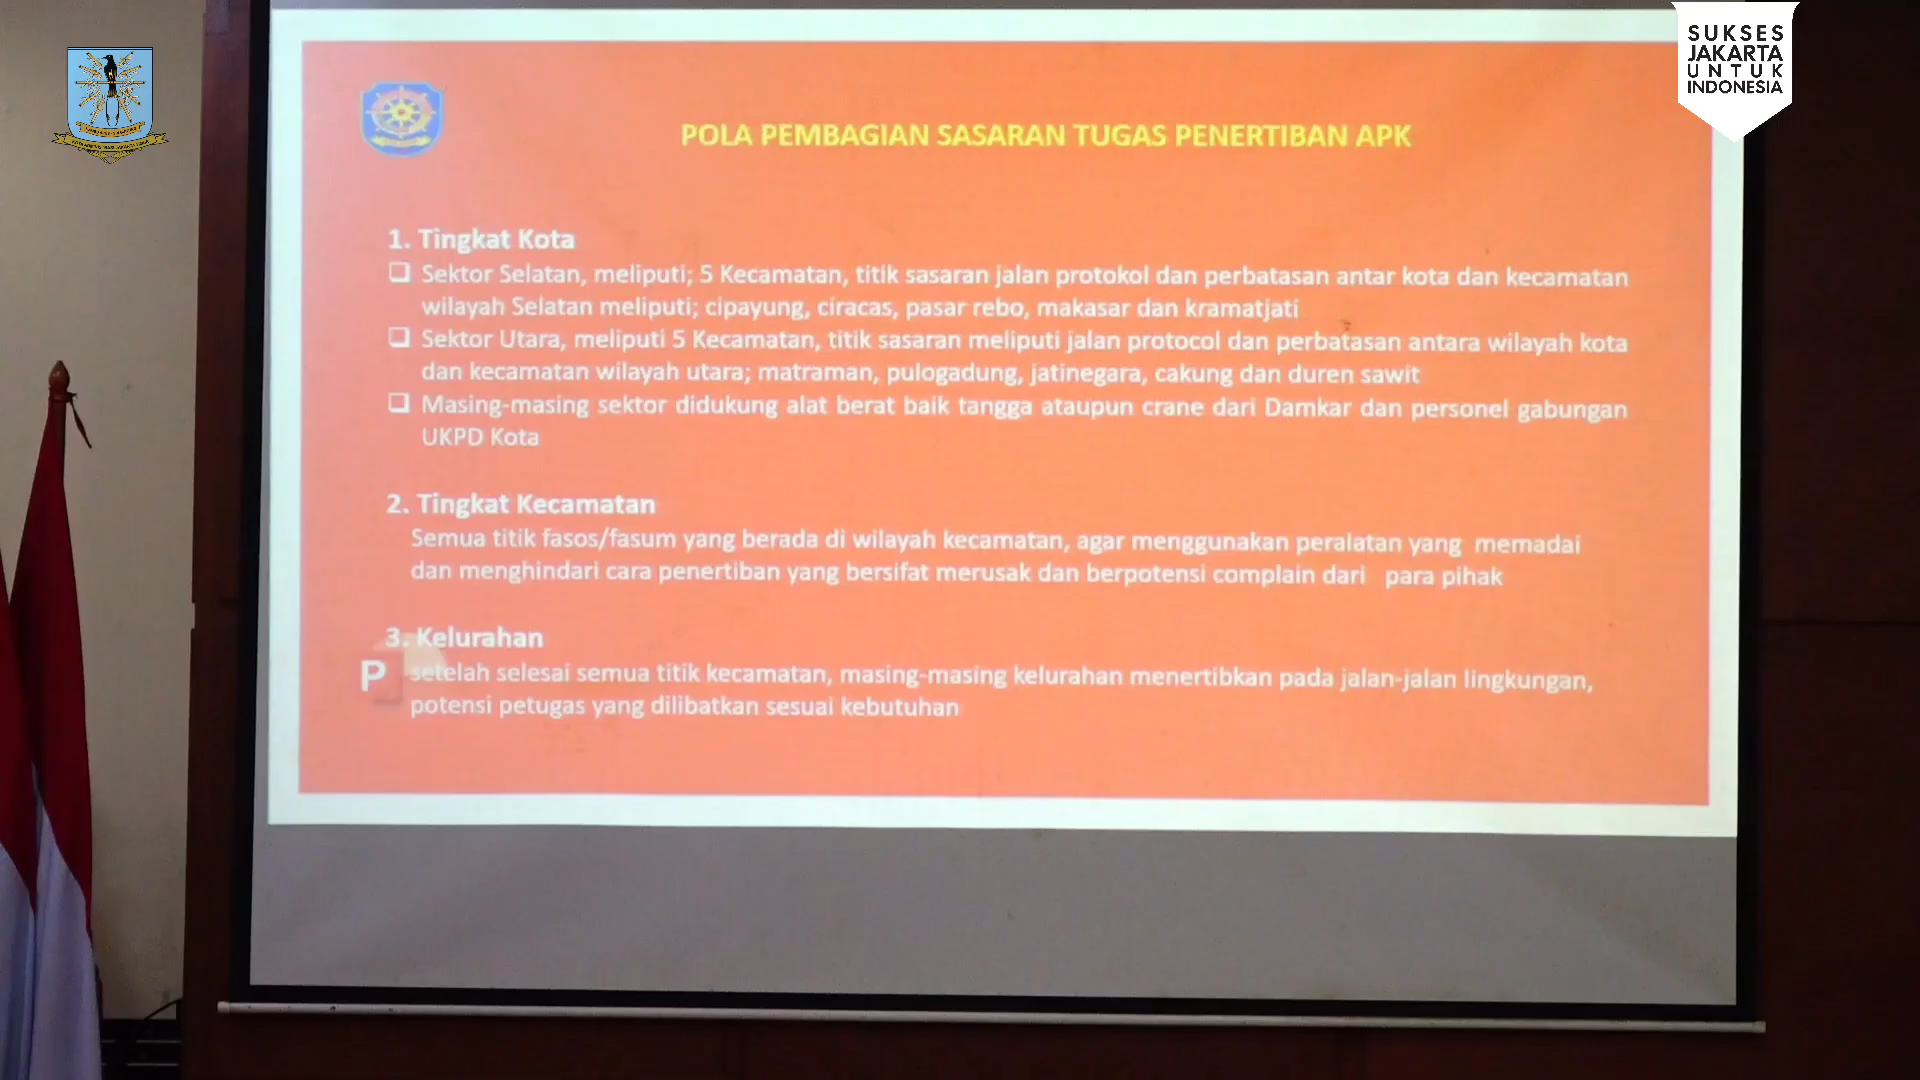 SUKSES
JAKARTA
UNTUK
INDONESIA
POLA PEMBAGIAN SASARAN TUGAS PENERTIBAN APK
1. Tingkat Kota
❑ Sektor Selatan, meliputi; 5 Kecamatan, titik sasaran jalan protokol dan perbatasan antar kota dan kecamatan
wilayah Selatan meliputi; cipayung, ciracas, pasar rebo, makasar dan kramatjati
❑ Sektor Utara, meliputi 5 Kecamatan, titik sasaran meliputi jalan protocol dan perbatasan antara wilayah kota
dan kecamatan wilayah utara; matraman, pulogadung, jatinegara, cakung dan duren sawit
❑ Masing-masing sektor didukung alat berat baik tangga ataupun crane dari Damkar dan personel gabungan
UKPD Kota
2. Tingkat Kecamatan
Semua titik fasos/fasum yang berada di wilayah kecamatan, agar menggunakan peralatan yang memadai
dan menghindari cara penertiban yang bersifat merusak dan berpotensi complain dari para pihak
3. Kelurahan
P setelah selesai semua titik kecamatan, masing-masing kelurahan menertibkan pada jalan-jalan lingkungan,
potensi petugas yang dilibatkan sesuai kebutuhan